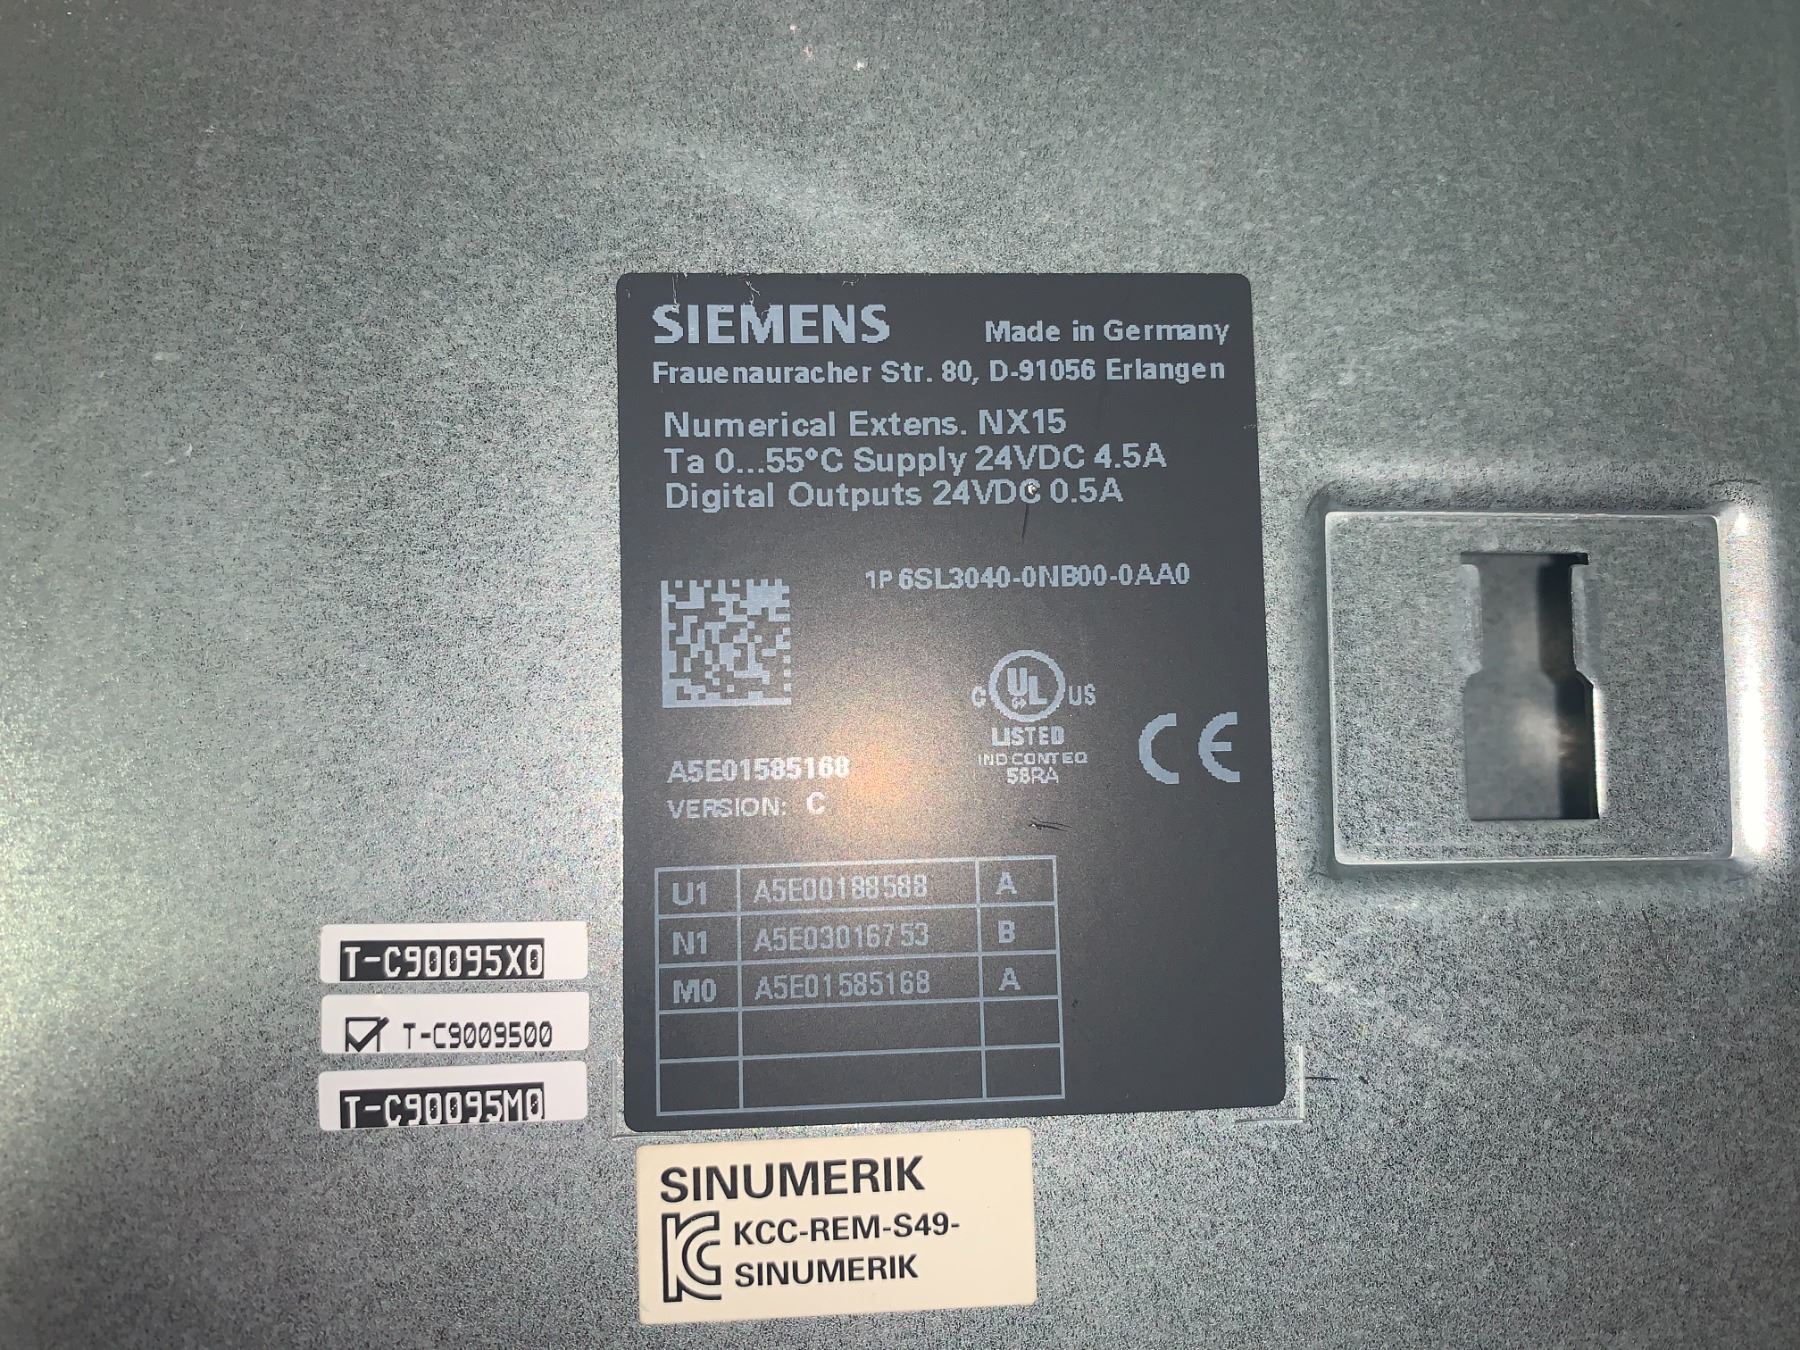 SIEMENS Made in Germany
Frauenauracher Str. 80, D-91056 Erlangen
Numerical Extens. NX15
Ta 0...55°C Supply 24VDC 4.5A
Digital Outputs 24VDC 0.5A
1P 6SL3040-0NB00-0AA0
C UL US
LISTED
IND CONT EQ
58RA
CE
A5E01585168
VERSION: C
U1 A5E00188588 A
N1 A5E03016753 B
M0 A5E01585168 A
T-C90095X0
T-C9009500
T-C90095M0
SINUMERIK
KCC-REM-S49-
SINUMERIK